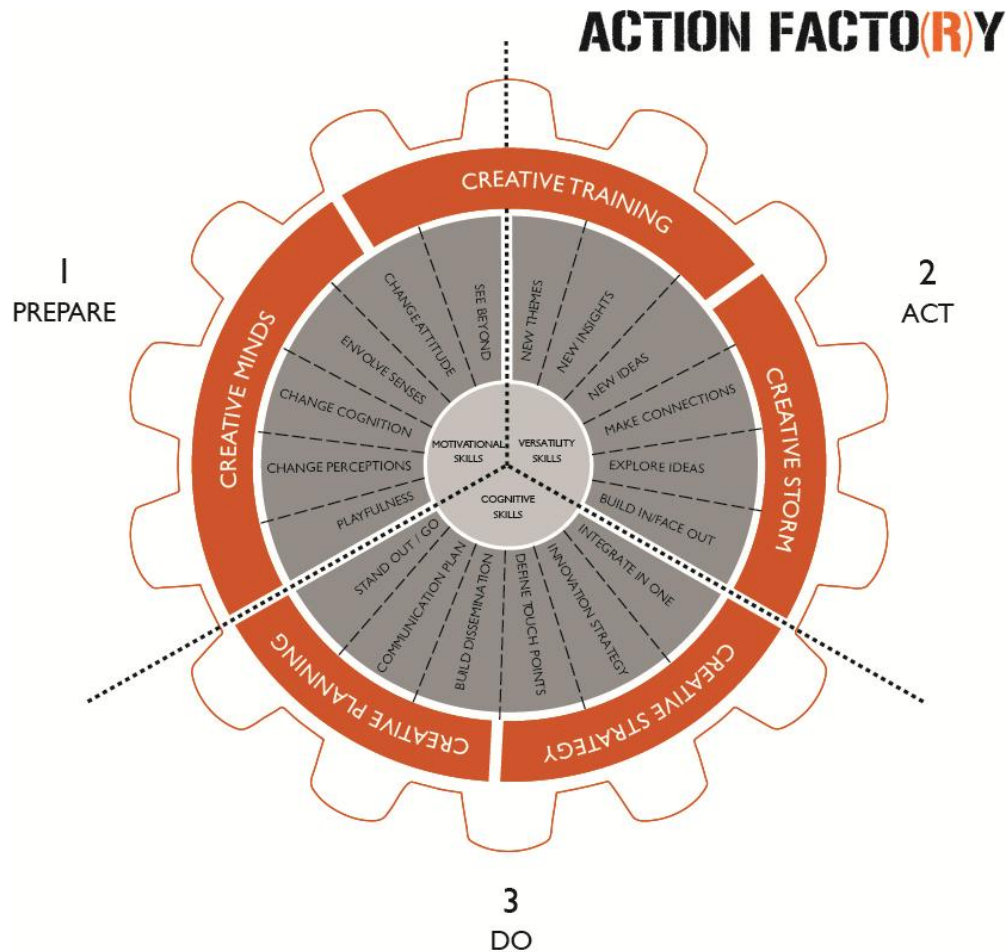 ACTION FACTO(R)Y
1
PREPARE
2
ACT
3
DO
CREATIVE MINDS
CREATIVE TRAINING
CREATIVE STORM
CREATIVE STRATEGY
CREATIVE PLANNING
PLAYFULNESS
CHANGE PERCEPTIONS
CHANGE COGNITION
ENVOLVE SENSES
CHANGE ATTITUDE
SEE BEYOND
NEW THEMES
NEW INSIGHTS
NEW IDEAS
MAKE CONNECTIONS
EXPLORE IDEAS
BUILD IN/FACE OUT
INTEGRATE IN ONE
INNOVATION STRATEGY
DEFINE TOUCH POINTS
BUILD DISSEMINATION
COMMUNICATION PLAN
STAND OUT / GO
MOTIVATIONAL
SKILLS
VERSATILITY
SKILLS
COGNITIVE
SKILLS